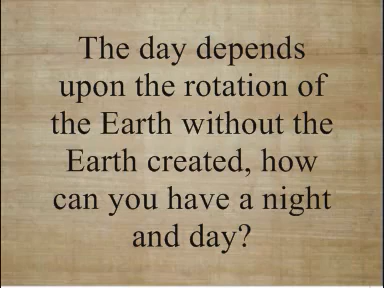 The day depends
upon the rotation of
the Earth without the
Earth created, how
can you have a night
and day?